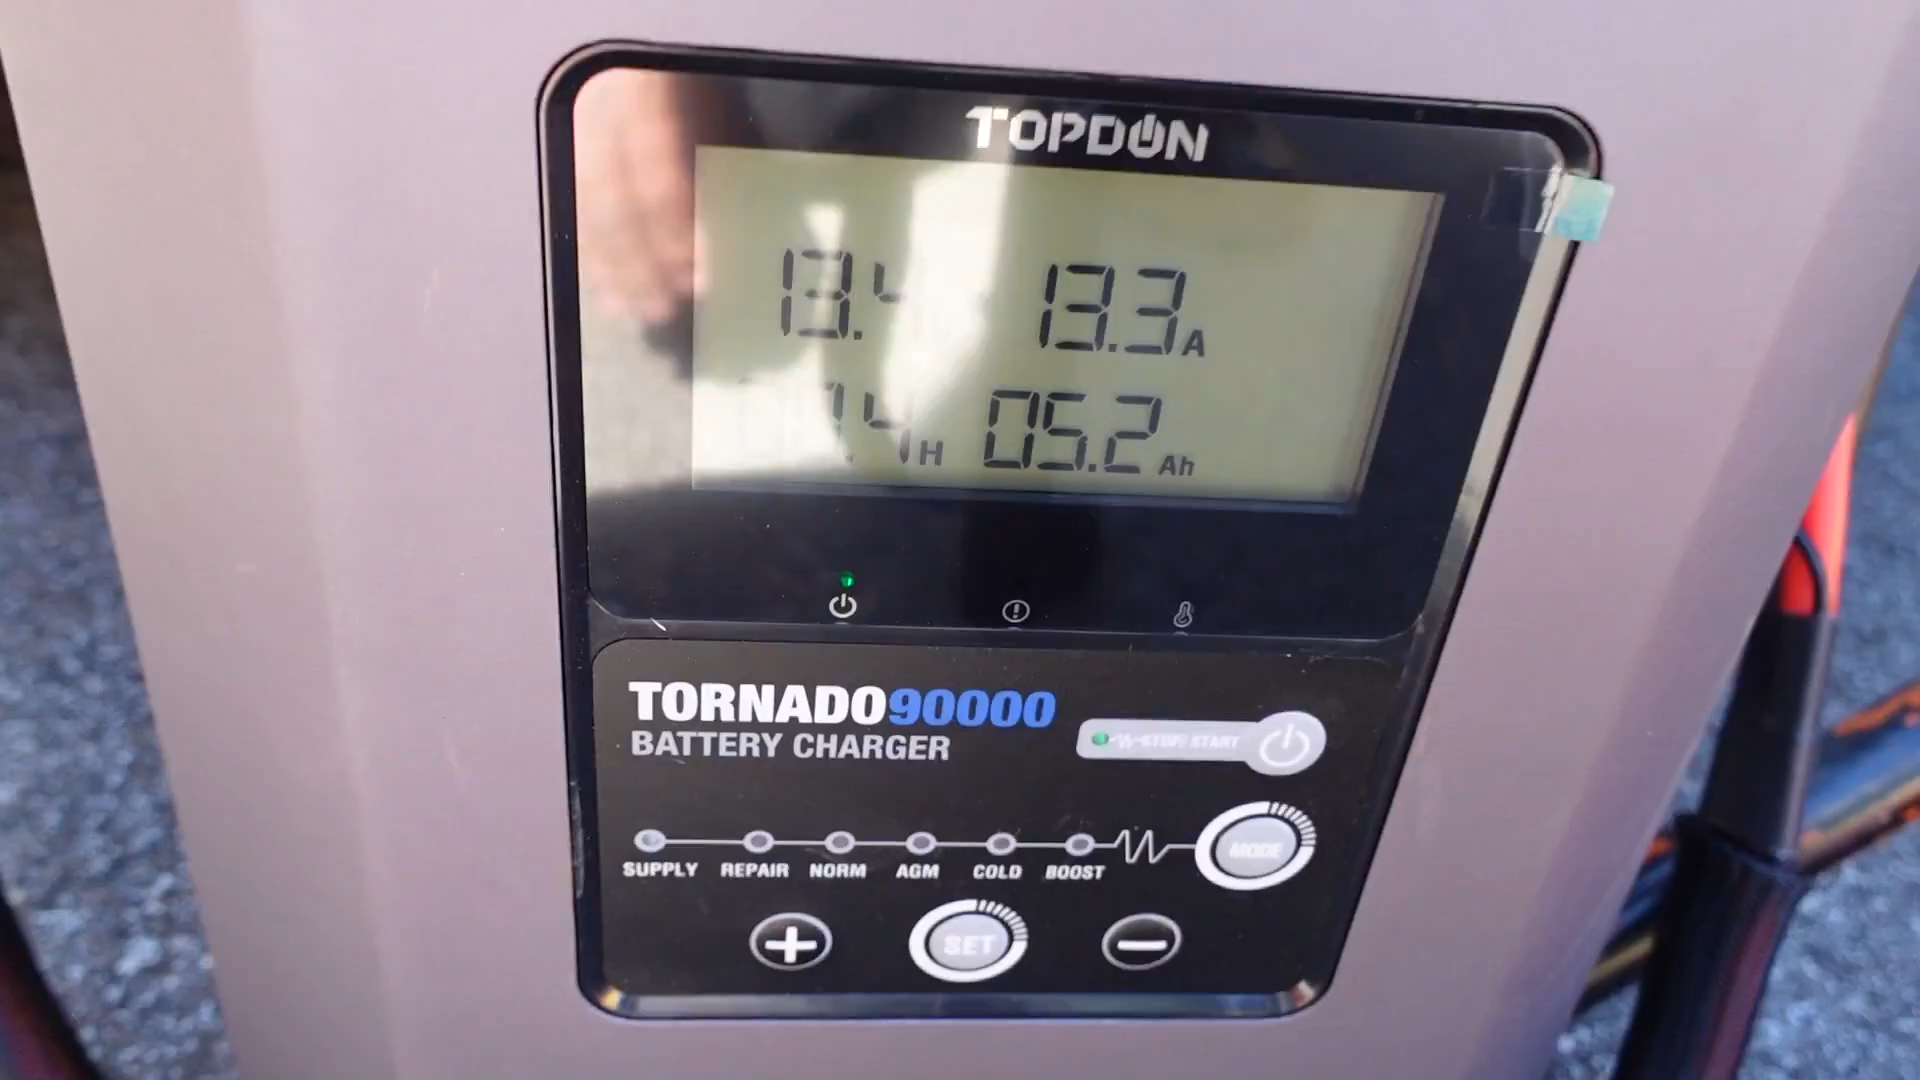 TOPDON
13.4 13.3A
.4H 05.2Ah
TORNADO90000
BATTERY CHARGER
STOP/START
SUPPLY REPAIR NORM AGM COLD BOOST
MODE
SET